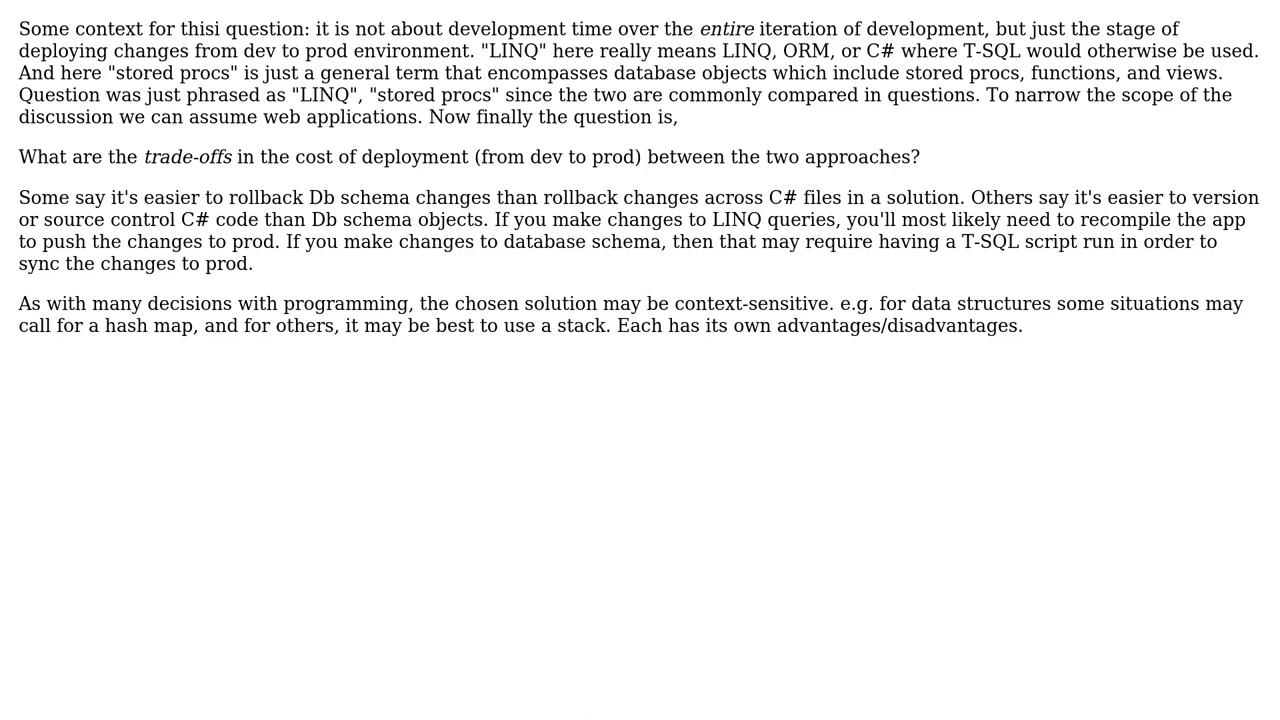 Some context for thisi question: it is not about development time over the entire iteration of development, but just the stage of
deploying changes from dev to prod environment. "LINQ" here really means LINQ, ORM, or C# where T-SQL would otherwise be used.
And here "stored procs" is just a general term that encompasses database objects which include stored procs, functions, and views.
Question was just phrased as "LINQ", "stored procs" since the two are commonly compared in questions. To narrow the scope of the
discussion we can assume web applications. Now finally the question is,
What are the trade-offs in the cost of deployment (from dev to prod) between the two approaches?
Some say it's easier to rollback Db schema changes than rollback changes across C# files in a solution. Others say it's easier to version
or source control C# code than Db schema objects. If you make changes to LINQ queries, you'll most likely need to recompile the app
to push the changes to prod. If you make changes to database schema, then that may require having a T-SQL script run in order to
sync the changes to prod.
As with many decisions with programming, the chosen solution may be context-sensitive. e.g. for data structures some situations may
call for a hash map, and for others, it may be best to use a stack. Each has its own advantages/disadvantages.